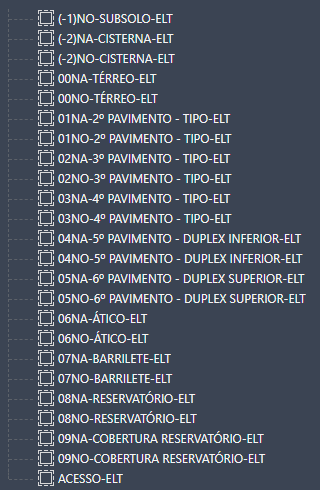 (-1)NO-SUBSOLO-ELT
(-2)NA-CISTERNA-ELT
(-2)NO-CISTERNA-ELT
00NA-TÉRREO-ELT
00NO-TÉRREO-ELT
01NA-2º PAVIMENTO - TIPO-ELT
01NO-2º PAVIMENTO - TIPO-ELT
02NA-3º PAVIMENTO - TIPO-ELT
02NO-3º PAVIMENTO - TIPO-ELT
03NA-4º PAVIMENTO - TIPO-ELT
03NO-4º PAVIMENTO - TIPO-ELT
04NA-5º PAVIMENTO - DUPLEX INFERIOR-ELT
04NO-5º PAVIMENTO - DUPLEX INFERIOR-ELT
05NA-6º PAVIMENTO - DUPLEX SUPERIOR-ELT
05NO-6º PAVIMENTO - DUPLEX SUPERIOR-ELT
06NA-ÁTICO-ELT
06NO-ÁTICO-ELT
07NA-BARRILETE-ELT
07NO-BARRILETE-ELT
08NA-RESERVATÓRIO-ELT
08NO-RESERVATÓRIO-ELT
09NA-COBERTURA RESERVATÓRIO-ELT
09NO-COBERTURA RESERVATÓRIO-ELT
ACESSO-ELT